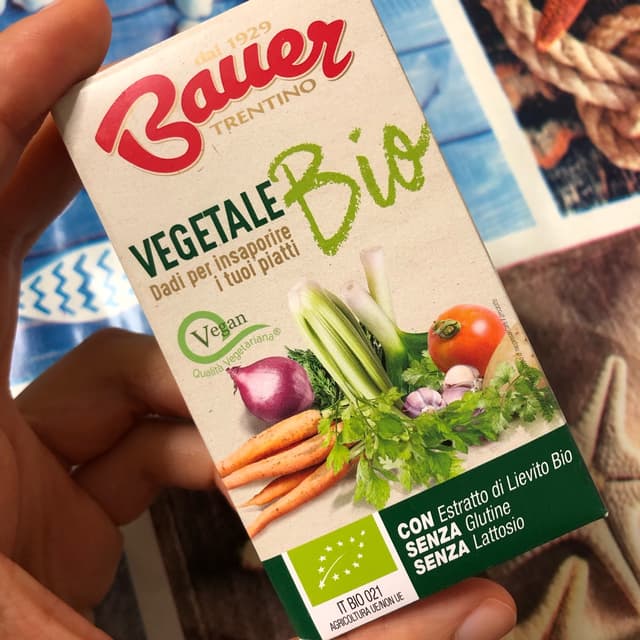 dal 1929
Bauer
TRENTINO
VEGETALE Bio
Dadi per insaporire
i tuoi piatti
Vegan
Qualità Vegetariana®
CON Estratto di Lievito Bio
SENZA Glutine
SENZA Lattosio
IT BIO 021
AGRICOLTURA UE/NON UE